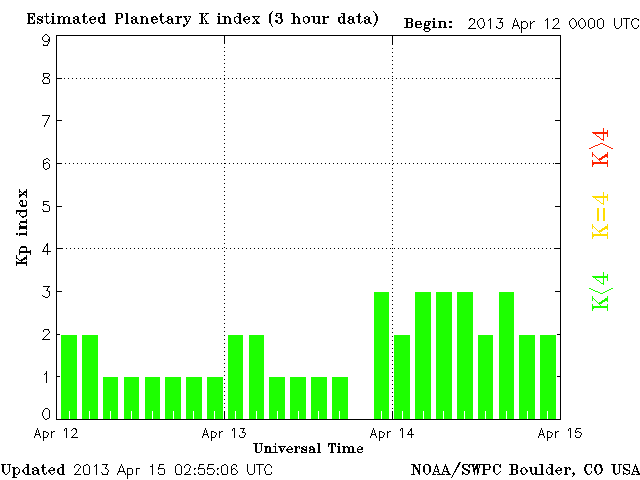 Estimated Planetary K index (3 hour data) Begin: 2013 Apr 12 0000 UTC
9
8
7
6
5
4
3
2
1
0
Kp index
K>4
K=4
K<4
Apr 12 Apr 13 Apr 14 Apr 15
Universal Time
Updated 2013 Apr 15 02:55:06 UTC NOAA/SWPC Boulder, CO USA